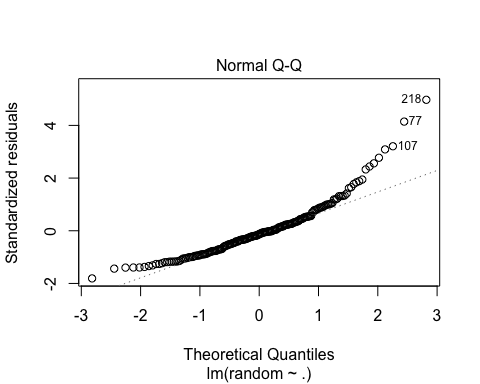 Normal Q-Q
Standardized residuals
4
2
0
-2
218
77
107
-3 -2 -1 0 1 2 3
Theoretical Quantiles
lm(random ~ .)